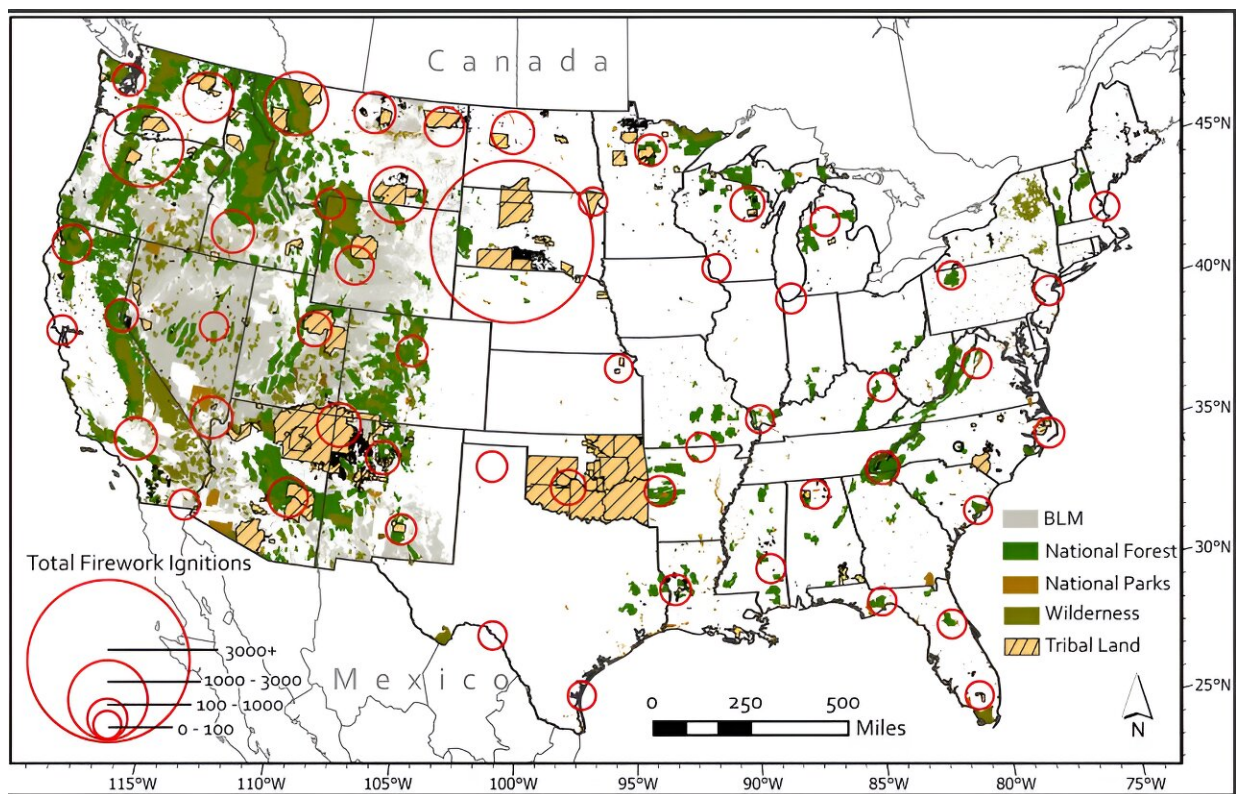 Canada
45°N
40°N
35°N
30°N
25°N
BLM
National Forest
National Parks
Wilderness
Tribal Land
Total Firework Ignitions
3000+
1000 - 3000
100 - 1000
0 - 100
Mexico
0 250 500
Miles
N
115°W 110°W 105°W 100°W 95°W 90°W 85°W 80°W 75°W